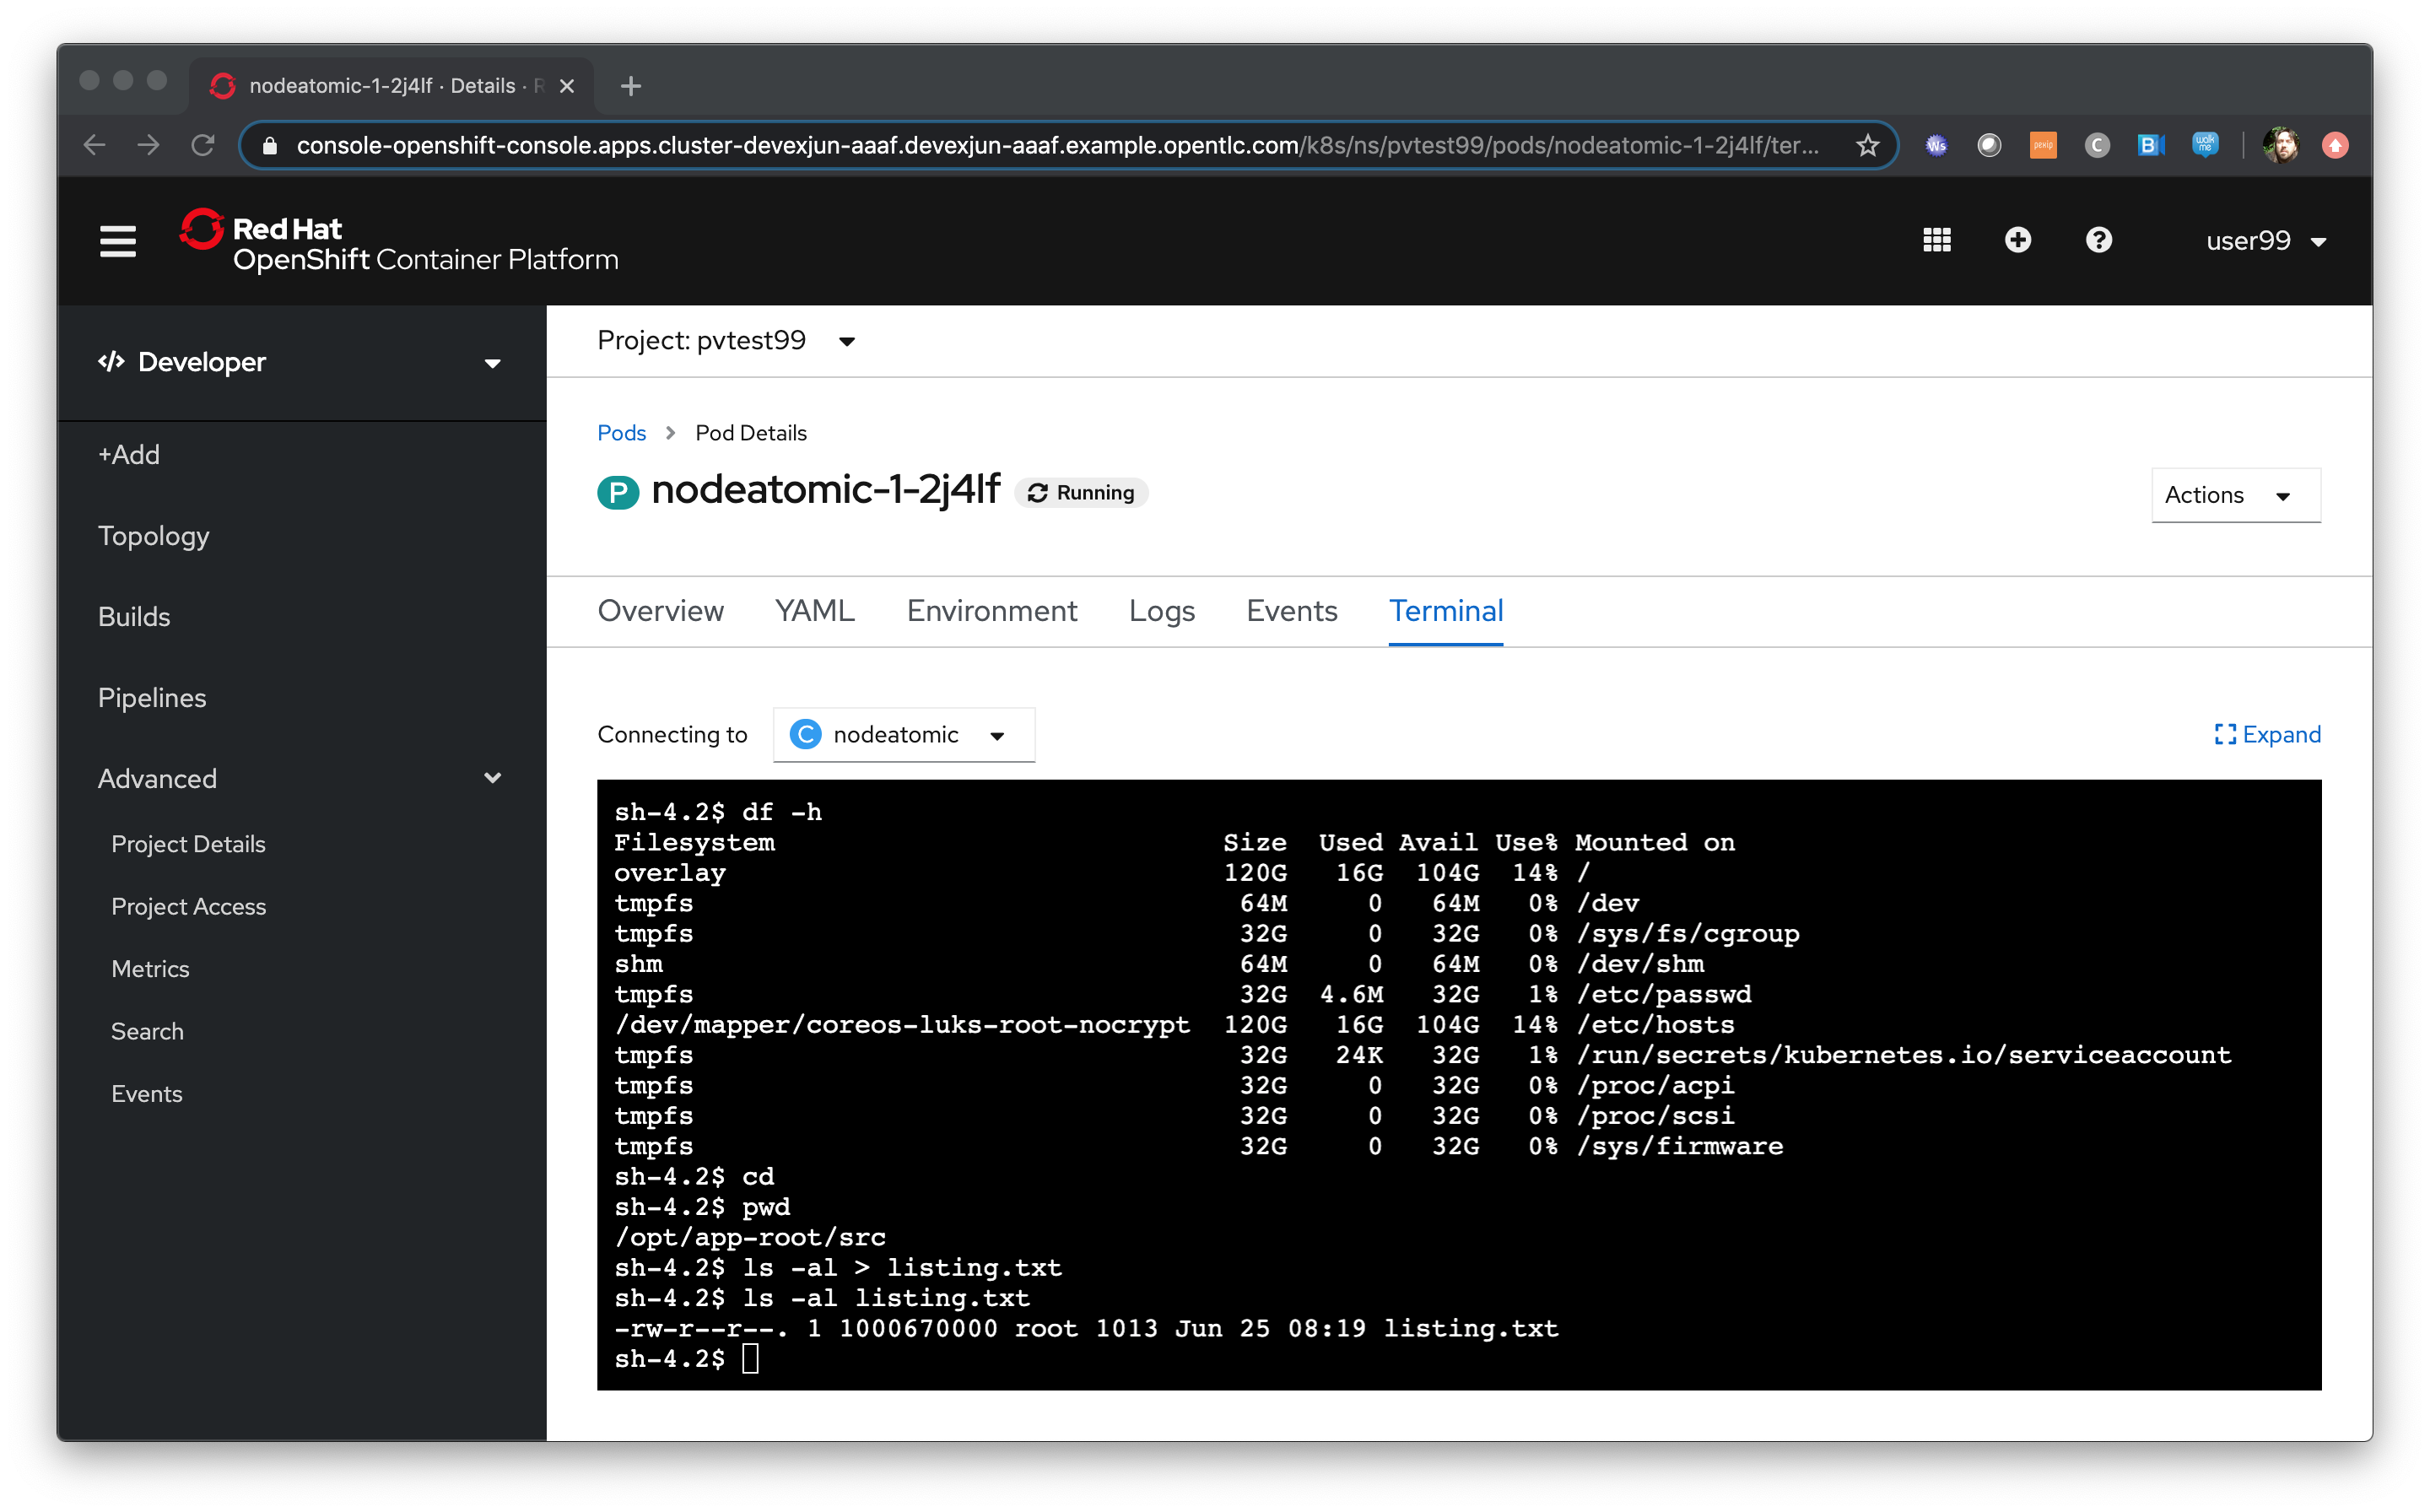 nodeatomic-1-2j4lf · Details · R
console-openshift-console.apps.cluster-devexjun-aaaf.devexjun-aaaf.example.opentlc.com/k8s/ns/pvtest99/pods/nodeatomic-1-2j4lf/ter...
Ws
pexip
C
B
walk me
Red Hat
OpenShift Container Platform
user99
Developer
+Add
Topology
Builds
Pipelines
Advanced
Project Details
Project Access
Metrics
Search
Events
Project: pvtest99
Pods > Pod Details
P nodeatomic-1-2j4lf Running
Actions
Overview YAML Environment Logs Events Terminal
Connecting to C nodeatomic
Expand
sh-4.2$ df -h
Filesystem Size Used Avail Use% Mounted on
overlay 120G 16G 104G 14% /
tmpfs 64M 0 64M 0% /dev
tmpfs 32G 0 32G 0% /sys/fs/cgroup
shm 64M 0 64M 0% /dev/shm
tmpfs 32G 4.6M 32G 1% /etc/passwd
/dev/mapper/coreos-luks-root-nocrypt 120G 16G 104G 14% /etc/hosts
tmpfs 32G 24K 32G 1% /run/secrets/kubernetes.io/serviceaccount
tmpfs 32G 0 32G 0% /proc/acpi
tmpfs 32G 0 32G 0% /proc/scsi
tmpfs 32G 0 32G 0% /sys/firmware
sh-4.2$ cd
sh-4.2$ pwd
/opt/app-root/src
sh-4.2$ ls -al > listing.txt
sh-4.2$ ls -al listing.txt
-rw-r--r--. 1 1000670000 root 1013 Jun 25 08:19 listing.txt
sh-4.2$